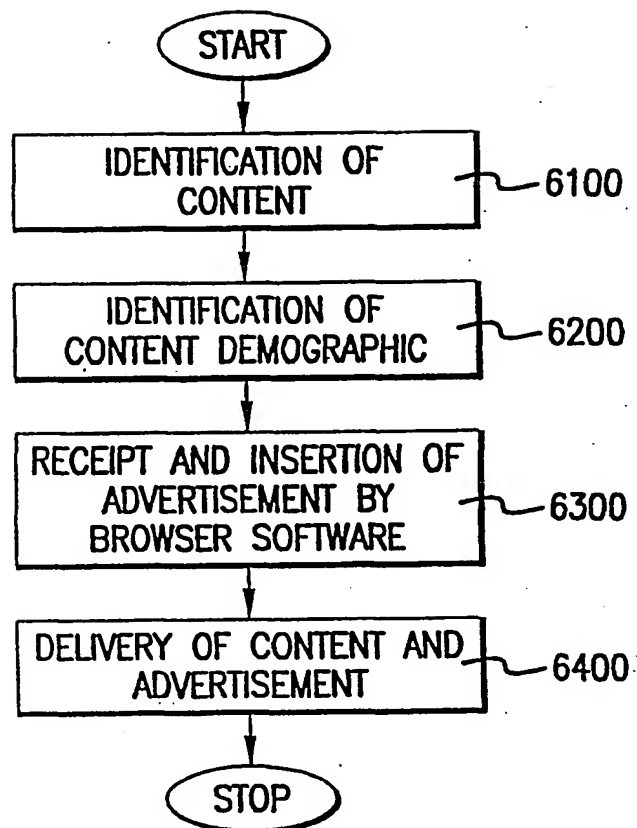 START
IDENTIFICATION OF
CONTENT
6100
IDENTIFICATION OF
CONTENT DEMOGRAPHIC
6200
RECEIPT AND INSERTION OF
ADVERTISEMENT BY
BROWSER SOFTWARE
6300
DELIVERY OF CONTENT AND
ADVERTISEMENT
6400
STOP